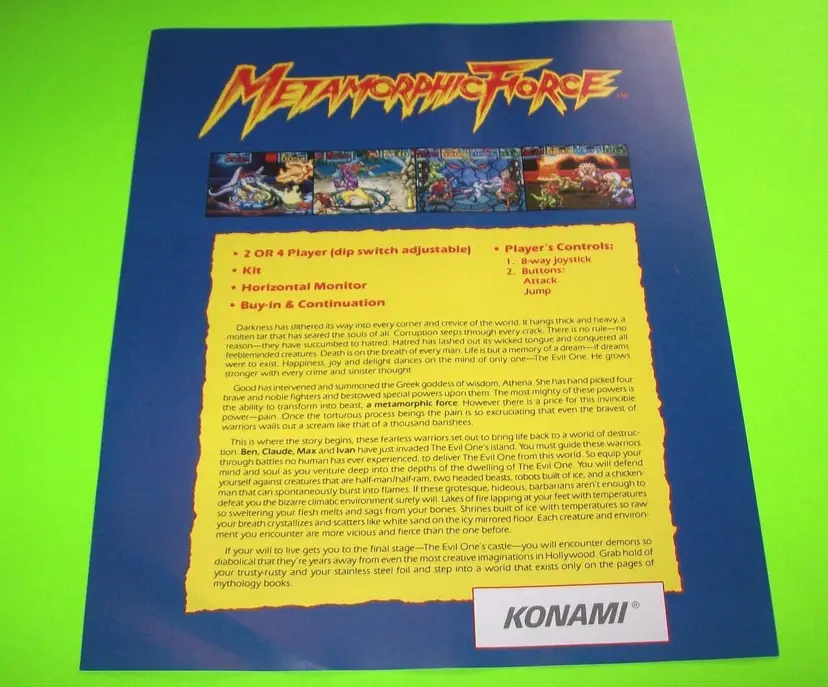 METAMORPHIC FORCE™
• 2 OR 4 Player (dip switch adjustable)
• Kit
• Horizontal Monitor
• Buy-in & Continuation
• Player's Controls:
1. 8-way joystick
2. Buttons:
Attack
Jump
Darkness has slithered its way into every corner and crevice of the world. It hangs thick and heavy, a
molten tar that has seared the souls of all. Corruption seeps through every crack. There is no rule—no
reason—they have succumbed to hatred. Hatred has lashed out its wicked tongue and conquered all
feebleminded creatures. Death is on the breath of every man. Life is but a memory of a dream—if dreams
were to exist. Happiness, joy and delight dances on the mind of only one—The Evil One. He grows
stronger with every crime and sinister thought.
Good has intervened and summoned the Greek goddess of wisdom, Athena. She has hand picked four
brave and noble fighters and bestowed special powers upon them. The most mighty of these powers is
the ability to transform into beast, a metamorphic force. However there is a price for this invincible
power—pain. Once the torturous process begins the pain is so excruciating that even the bravest of
warriors wails out a scream like that of a thousand banshees.
This is where the story begins, these fearless warriors set out to bring life back to a world of destruc-
tion. Ben, Claude, Max and Ivan have just invaded The Evil One's island. You must guide these warriors
through battles no human has ever experienced, to deliver The Evil One from this world. So equip your
mind and soul as you venture deep into the depths of the dwelling of The Evil One. You will defend
yourself against creatures that are half-man/half-ram, two headed beasts, robots built of ice, and a chicken-
man that can spontaneously burst into flames. If these grotesque, hideous, barbarians aren't enough to
defeat you the bizarre climatic environment surely will. Lakes of fire lapping at your feet with temperatures
so sweltering your flesh melts and sags from your bones. Shrines built of ice with temperatures so raw
your breath crystallizes and scatters like white sand on the icy mirrored floor. Each creature and environ-
ment you encounter are more vicious and fierce than the one before.
If your will to live gets you to the final stage—The Evil One's castle—you will encounter demons so
diabolical that they're years away from even the most creative imaginations in Hollywood. Grab hold of
your trusty-rusty and your stainless steel foil and step into a world that exists only on the pages of
mythology books.
KONAMI®